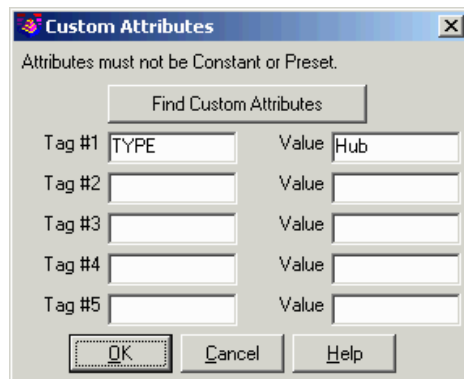 Custom Attributes
Attributes must not be Constant or Preset.
Find Custom Attributes
Tag #1 TYPE Value Hub
Tag #2 Value
Tag #3 Value
Tag #4 Value
Tag #5 Value
OK Cancel Help